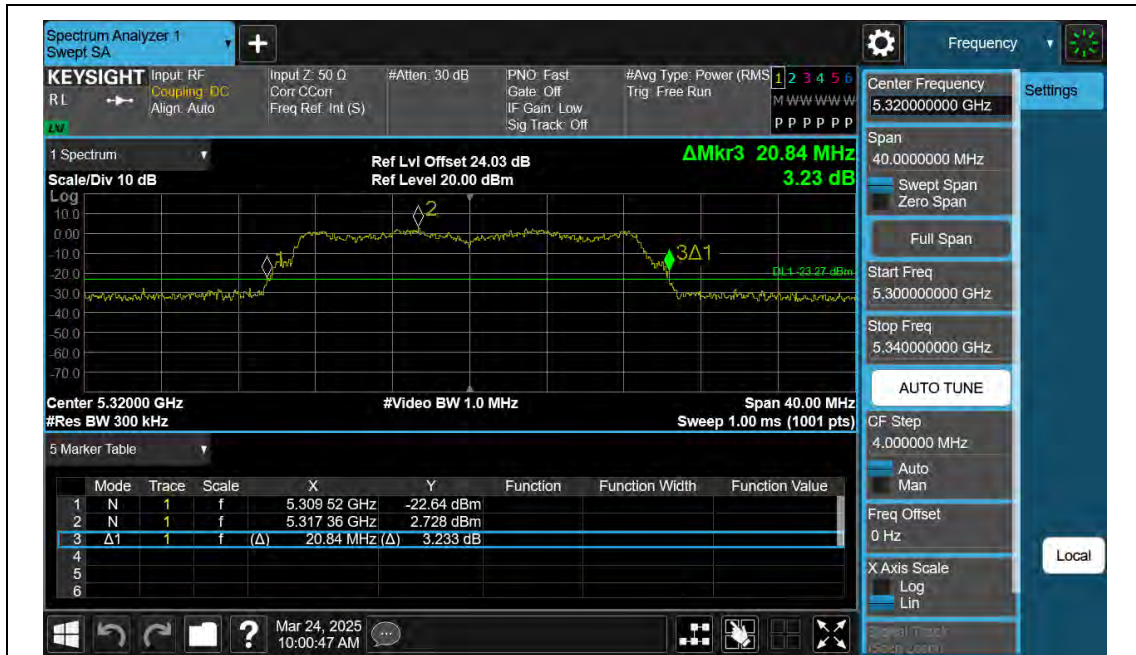 Spectrum Analyzer 1
Swept SA
Frequency
KEYSIGHT
RL
Input: RF
Coupling: DC
Align: Auto
Input Z: 50 Ω
Corr CCorr
Freq Ref: Int (S)
#Atten: 30 dB
PNO: Fast
Gate: Off
IF Gain: Low
Sig Track: Off
#Avg Type: Power (RMS
Trig: Free Run
1 2 3 4 5 6
M W W W W W
P P P P P P
1 Spectrum
Scale/Div 10 dB
Ref Lvl Offset 24.03 dB
Ref Level 20.00 dBm
ΔMkr3 20.84 MHz
3.23 dB
Log
10.0
0.00
-10.0
-20.0
-30.0
-40.0
-50.0
-60.0
-70.0
1
2
3Δ1
DL1 -23.27 dBm
Center 5.32000 GHz
#Res BW 300 kHz
#Video BW 1.0 MHz
Span 40.00 MHz
Sweep 1.00 ms (1001 pts)
5 Marker Table
Mode Trace Scale X Y Function Function Width Function Value
1 N 1 f 5.309 52 GHz -22.64 dBm
2 N 1 f 5.317 36 GHz 2.728 dBm
3 Δ1 1 f (Δ) 20.84 MHz (Δ) 3.233 dB
4
5
6
Mar 24, 2025
10:00:47 AM
Center Frequency
5.320000000 GHz
Settings
Span
40.0000000 MHz
Swept Span
Zero Span
Full Span
Start Freq
5.300000000 GHz
Stop Freq
5.340000000 GHz
AUTO TUNE
CF Step
4.000000 MHz
Auto
Man
Freq Offset
0 Hz
X Axis Scale
Log
Lin
Signal Track
(Span Zoom)
Local